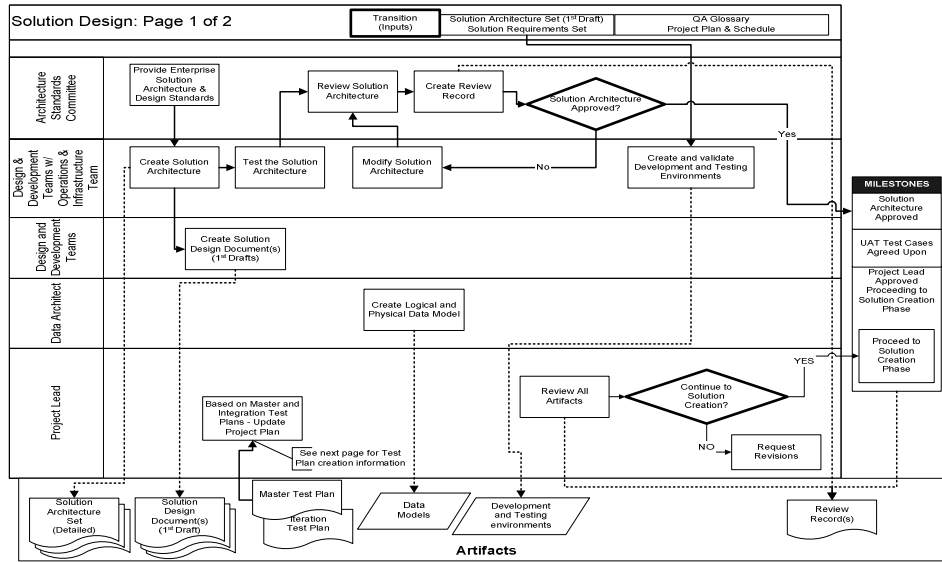 Solution Design: Page 1 of 2
Transition
(Inputs)
Solution Architecture Set (1st Draft)
Solution Requirements Set
QA Glossary
Project Plan & Schedule
Architecture
Standards
Committee
Provide Enterprise
Solution
Architecture &
Design Standards
Review Solution
Architecture
Create Review
Record
Solution Architecture
Approved?
Yes
Design &
Development
Teams w/
Operations &
Infrastructure
Team
Create Solution
Architecture
Test the Solution
Architecture
Modify Solution
Architecture
No
Create and validate
Development and Testing
Environments
MILESTONES
Solution
Architecture
Approved
UAT Test Cases
Agreed Upon
Project Lead
Approved
Proceeding to
Solution Creation
Phase
Proceed to
Solution
Creation
Phase
Design and
Development
Teams
Create Solution
Design Document(s)
(1st Drafts)
Data Architect
Create Logical and
Physical Data Model
Project Lead
Based on Master and
Integration Test
Plans - Update
Project Plan
See next page for Test
Plan creation information
Review All
Artifacts
Continue to
Solution
Creation?
YES
NO
Request
Revisions
Solution
Architecture
Set
(Detailed)
Solution
Design
Document(s)
(1st Draft)
Master Test Plan
Iteration
Test Plan
Data
Models
Development
and Testing
environments
Review
Record(s)
Artifacts